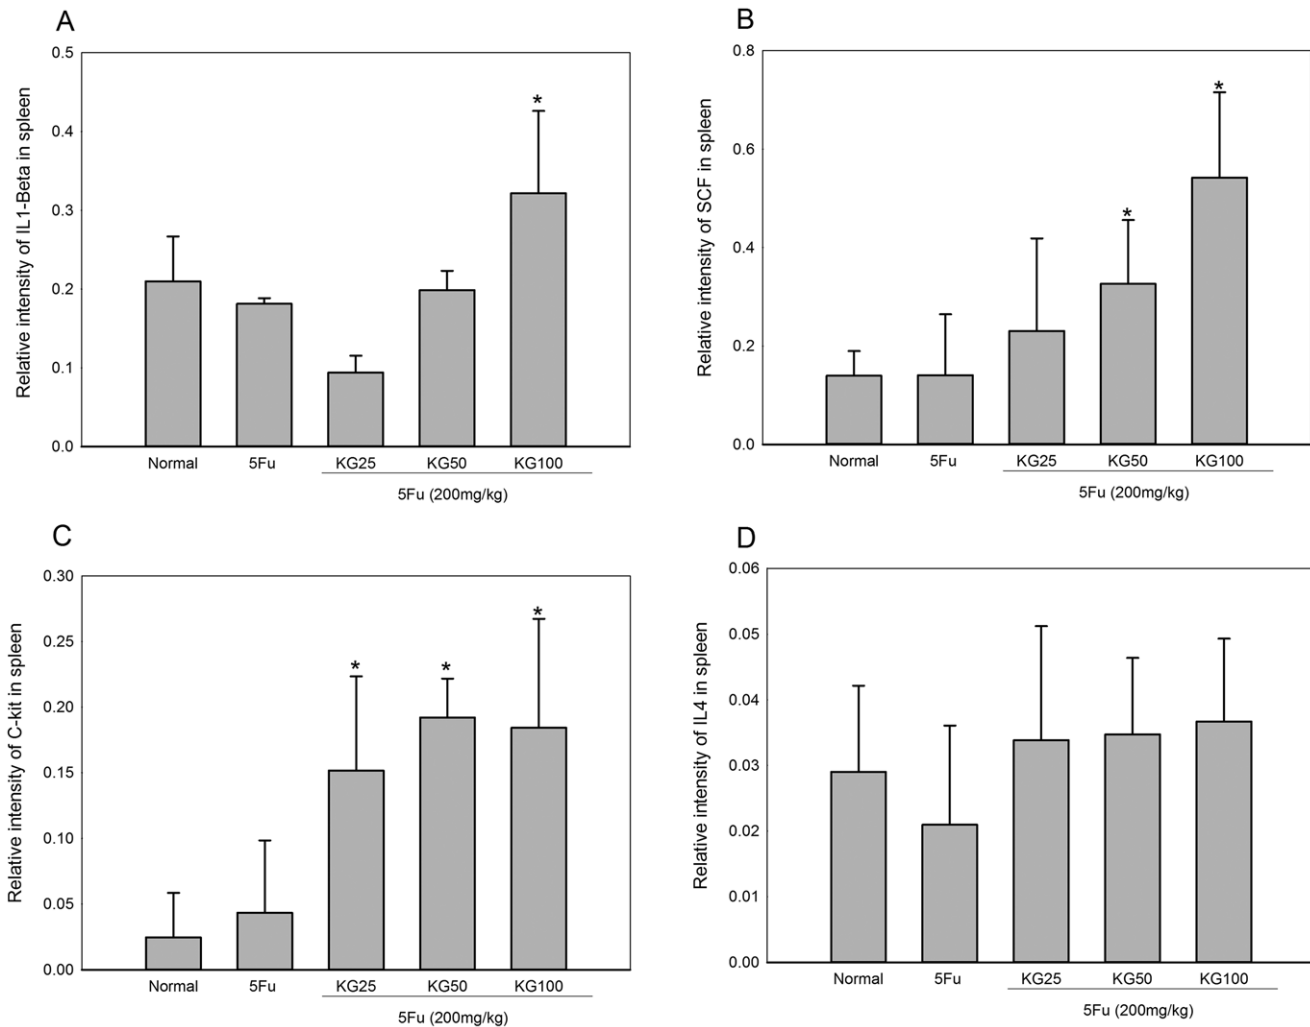 A
Relative intensity of IL1-Beta in spleen
0.5
0.4
0.3
0.2
0.1
0.0
*
Normal 5Fu KG25 KG50 KG100
5Fu (200mg/kg)
B
Relative intensity of SCF in spleen
0.8
0.6
0.4
0.2
0.0
* *
Normal 5Fu KG25 KG50 KG100
5Fu (200mg/kg)
C
Relative intensity of C-kit in spleen
0.30
0.25
0.20
0.15
0.10
0.05
0.00
* * *
Normal 5Fu KG25 KG50 KG100
5Fu (200mg/kg)
D
Relative intensity of IL4 in spleen
0.06
0.05
0.04
0.03
0.02
0.01
0.00
Normal 5Fu KG25 KG50 KG100
5Fu (200mg/kg)